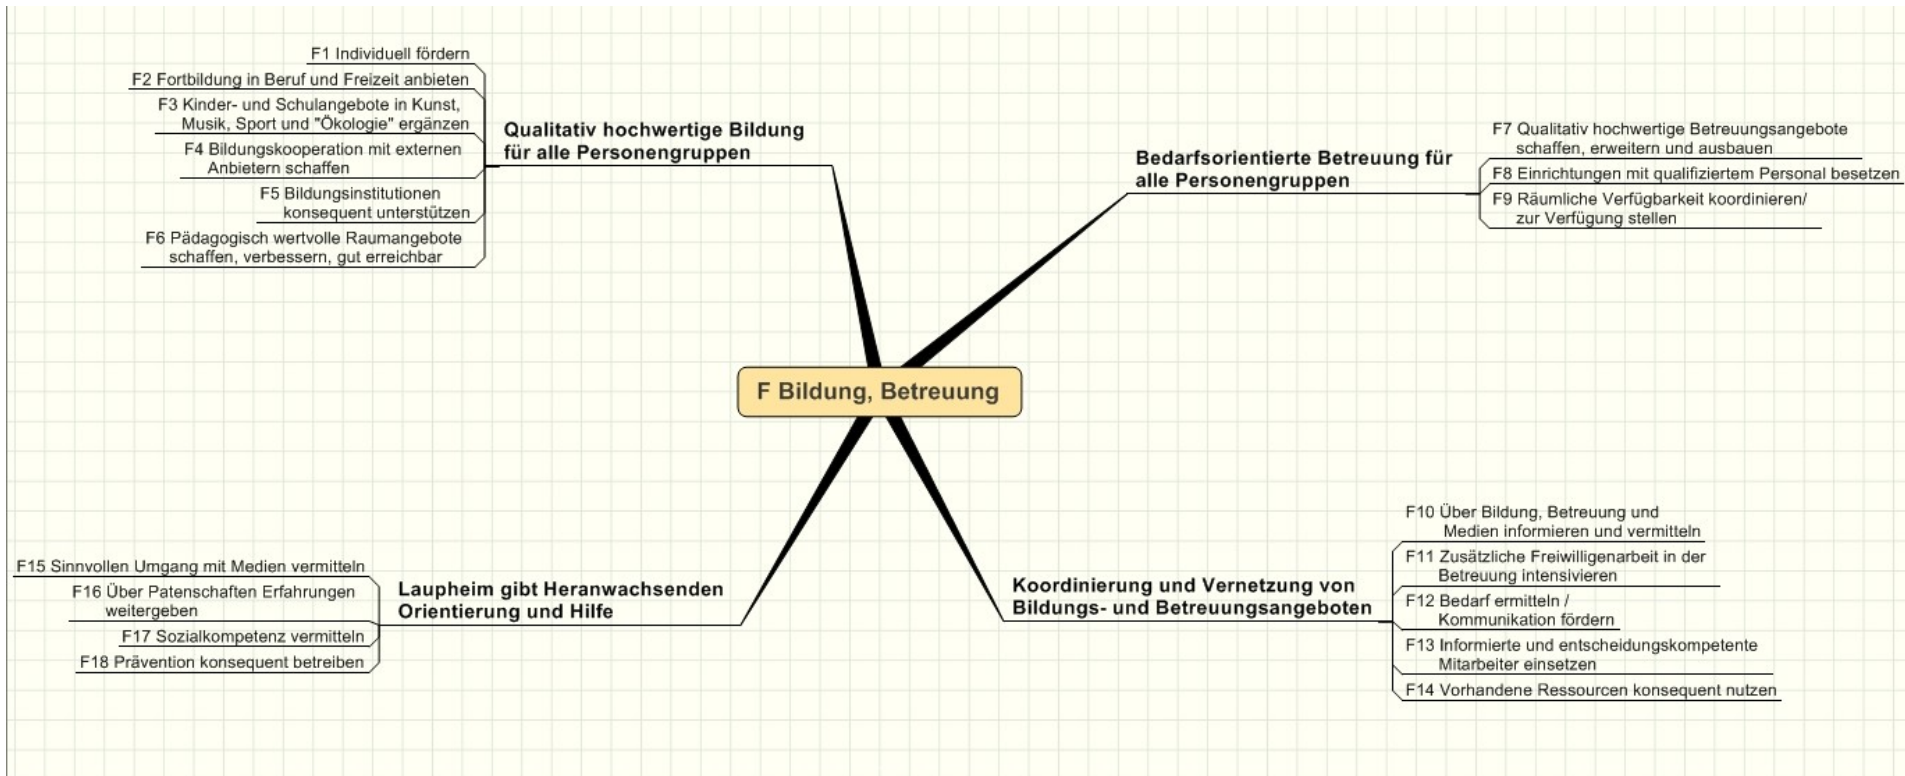 F1 Individuell fördern
F2 Fortbildung in Beruf und Freizeit anbieten
F3 Kinder- und Schulangebote in Kunst,
Musik, Sport und "Ökologie" ergänzen
F4 Bildungskooperation mit externen
Anbietern schaffen
F5 Bildungsinstitutionen
konsequent unterstützen
F6 Pädagogisch wertvolle Raumangebote
schaffen, verbessern, gut erreichbar
Qualitativ hochwertige Bildung
für alle Personengruppen
Bedarfsorientierte Betreuung für
alle Personengruppen
F7 Qualitativ hochwertige Betreuungsangebote
schaffen, erweitern und ausbauen
F8 Einrichtungen mit qualifiziertem Personal besetzen
F9 Räumliche Verfügbarkeit koordinieren/
zur Verfügung stellen
F Bildung, Betreuung
F15 Sinnvollen Umgang mit Medien vermitteln
F16 Über Patenschaften Erfahrungen
weitergeben
F17 Sozialkompetenz vermitteln
F18 Prävention konsequent betreiben
Laupheim gibt Heranwachsenden
Orientierung und Hilfe
Koordinierung und Vernetzung von
Bildungs- und Betreuungsangeboten
F10 Über Bildung, Betreuung und
Medien informieren und vermitteln
F11 Zusätzliche Freiwilligenarbeit in der
Betreuung intensivieren
F12 Bedarf ermitteln /
Kommunikation fördern
F13 Informierte und entscheidungskompetente
Mitarbeiter einsetzen
F14 Vorhandene Ressourcen konsequent nutzen